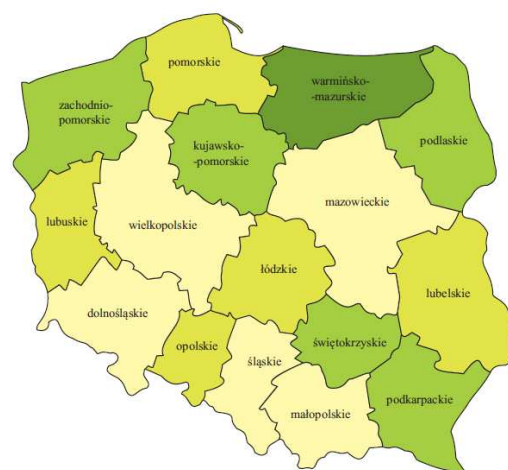 pomorskie
warmińsko-
-mazurskie
zachodnio-
pomorskie
podlaskie
kujawsko-
-pomorskie
mazowieckie
lubuskie
wielkopolskie
łódzkie
lubelskie
dolnośląskie
opolskie
świętokrzyskie
śląskie
małopolskie
podkarpackie